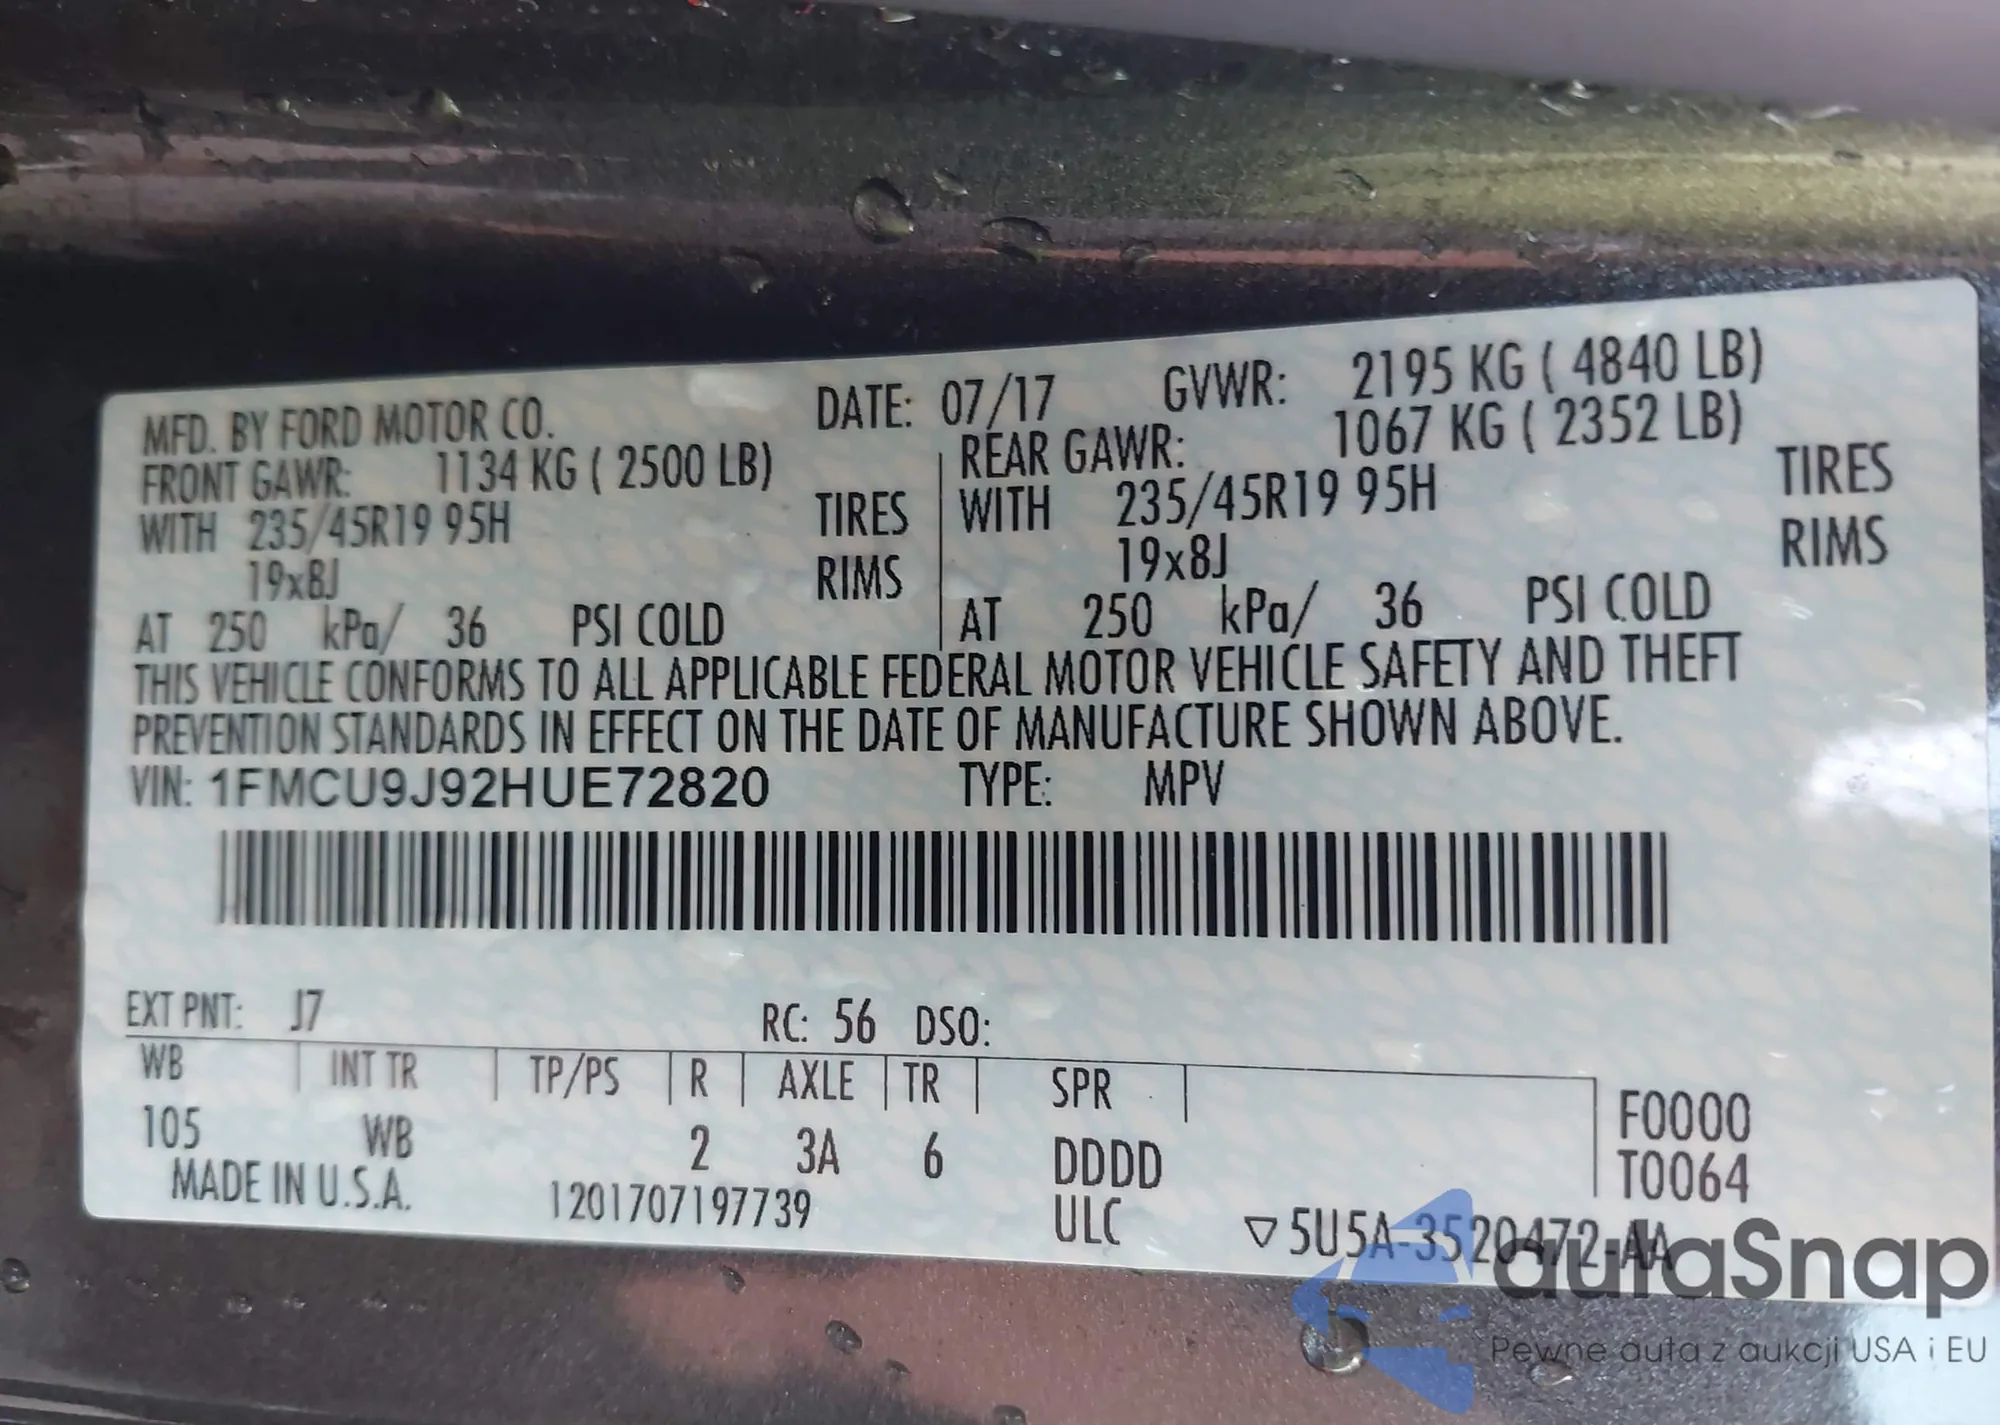 MFD. BY FORD MOTOR CO. DATE: 07/17 GVWR: 2195 KG ( 4840 LB)
FRONT GAWR: 1134 KG ( 2500 LB) REAR GAWR: 1067 KG ( 2352 LB)
WITH 235/45R19 95H TIRES WITH 235/45R19 95H TIRES
19x8J RIMS 19x8J RIMS
AT 250 kPa/ 36 PSI COLD AT 250 kPa/ 36 PSI COLD
THIS VEHICLE CONFORMS TO ALL APPLICABLE FEDERAL MOTOR VEHICLE SAFETY AND THEFT
PREVENTION STANDARDS IN EFFECT ON THE DATE OF MANUFACTURE SHOWN ABOVE.
VIN: 1FMCU9J92HUE72820 TYPE: MPV
EXT PNT: J7 RC: 56 DSO:
WB INT TR TP/PS R AXLE TR SPR
105 WB 2 3A 6 DDDD
F0000
T0064
MADE IN U.S.A. 1201707197739 ULC ▽5U5A-3520472-AA
autaSnap
Pewne auta z aukcji USA i EU